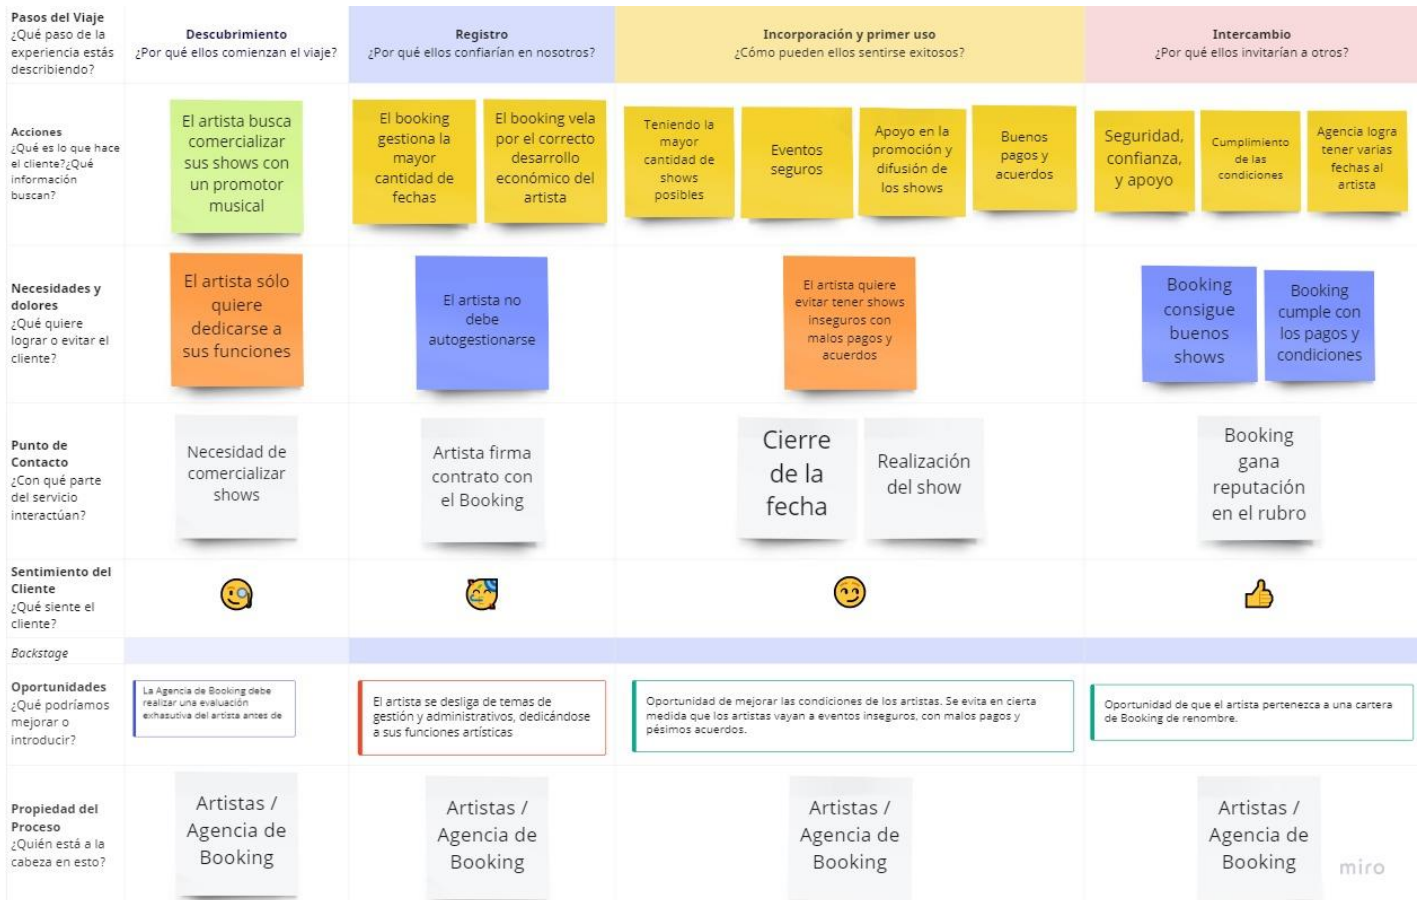 Pasos del Viaje
¿Qué paso de la
experiencia estás
describiendo?
Descubrimiento
¿Por qué ellos comienzan el viaje?
Registro
¿Por qué ellos confiarían en nosotros?
Incorporación y primer uso
¿Cómo pueden ellos sentirse exitosos?
Intercambio
¿Por qué ellos invitarían a otros?
Acciones
¿Qué es lo que hace
el cliente?¿Qué
información
buscan?
El artista busca
comercializar
sus shows con
un promotor
musical
El booking
gestiona la
mayor
cantidad de
fechas
El booking vela
por el correcto
desarrollo
económico del
artista
Teniendo la
mayor
cantidad de
shows
posibles
Eventos
seguros
Apoyo en la
promoción y
difusión de
los shows
Buenos
pagos y
acuerdos
Seguridad,
confianza,
y apoyo
Cumplimiento
de las
condiciones
Agencia logra
tener varias
fechas al
artista
Necesidades y
dolores
¿Qué quiere
lograr o evitar el
cliente?
El artista sólo
quiere
dedicarse a
sus funciones
El artista no
debe
autogestionarse
El artista quiere
evitar tener shows
inseguros con
malos pagos y
acuerdos
Booking
consigue
buenos
shows
Booking
cumple con
los pagos y
condiciones
Punto de
Contacto
¿Con qué parte
del servicio
interactúan?
Necesidad de
comercializar
shows
Artista firma
contrato con
el Booking
Cierre
de la
fecha
Realización
del show
Booking
gana
reputación
en el rubro
Sentimiento del
Cliente
¿Qué siente el
cliente?
Backstage
Oportunidades
¿Qué podríamos
mejorar o
introducir?
La Agencia de Booking debe
realizar una evaluación
exhasutiva del artista antes de
El artista se desliga de temas de
gestión y administrativos, dedicándose
a sus funciones artísticas
Oportunidad de mejorar las condiciones de los artistas. Se evita en cierta
medida que los artistas vayan a eventos inseguros, con malos pagos y
pésimos acuerdos.
Oportunidad de que el artista pertenezca a una cartera
de Booking de renombre.
Propiedad del
Proceso
¿Quién está a la
cabeza en esto?
Artistas /
Agencia de
Booking
Artistas /
Agencia de
Booking
Artistas /
Agencia de
Booking
Artistas /
Agencia de
Booking
miro